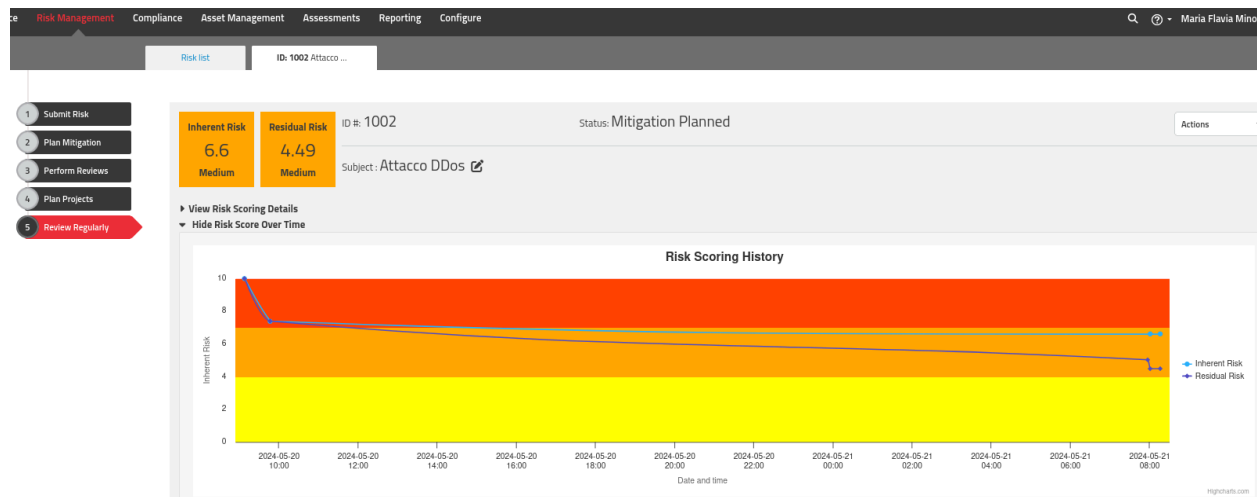 ce Risk Management Compliance Asset Management Assessments Reporting Configure Maria Flavia Mino
Risk list ID: 1002 Attacco ...
1 Submit Risk
2 Plan Mitigation
3 Perform Reviews
4 Plan Projects
5 Review Regularly
Inherent Risk
6.6
Medium
Residual Risk
4.49
Medium
ID #: 1002
Status: Mitigation Planned
Actions
Subject : Attacco DDos
View Risk Scoring Details
Hide Risk Score Over Time
Risk Scoring History
10
8
6
4
2
0
Inherent Risk
2024-05-20 10:00
2024-05-20 12:00
2024-05-20 14:00
2024-05-20 16:00
2024-05-20 18:00
2024-05-20 20:00
2024-05-20 22:00
2024-05-21 00:00
2024-05-21 02:00
2024-05-21 04:00
2024-05-21 06:00
2024-05-21 08:00
Date and time
Inherent Risk
Residual Risk
Highcharts.com